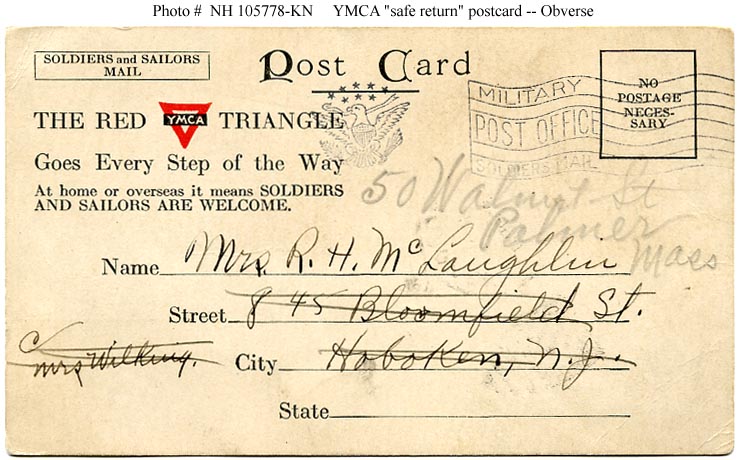 Photo # NH 105778-KN YMCA "safe return" postcard -- Obverse
SOLDIERS and SAILORS
MAIL
Post Card
NO
POSTAGE
NECES-
SARY
MILITARY
POST OFFICE
SOLDIERS MAIL
THE RED YMCA TRIANGLE
Goes Every Step of the Way
At home or overseas it means SOLDIERS
AND SAILORS ARE WELCOME.
50 Walnut St
Palmer
Mass
Name Mrs. R. H. McLaughlin
Street 845 Bloomfield St.
Mrs Wilking.
City Hoboken, N.J.
State